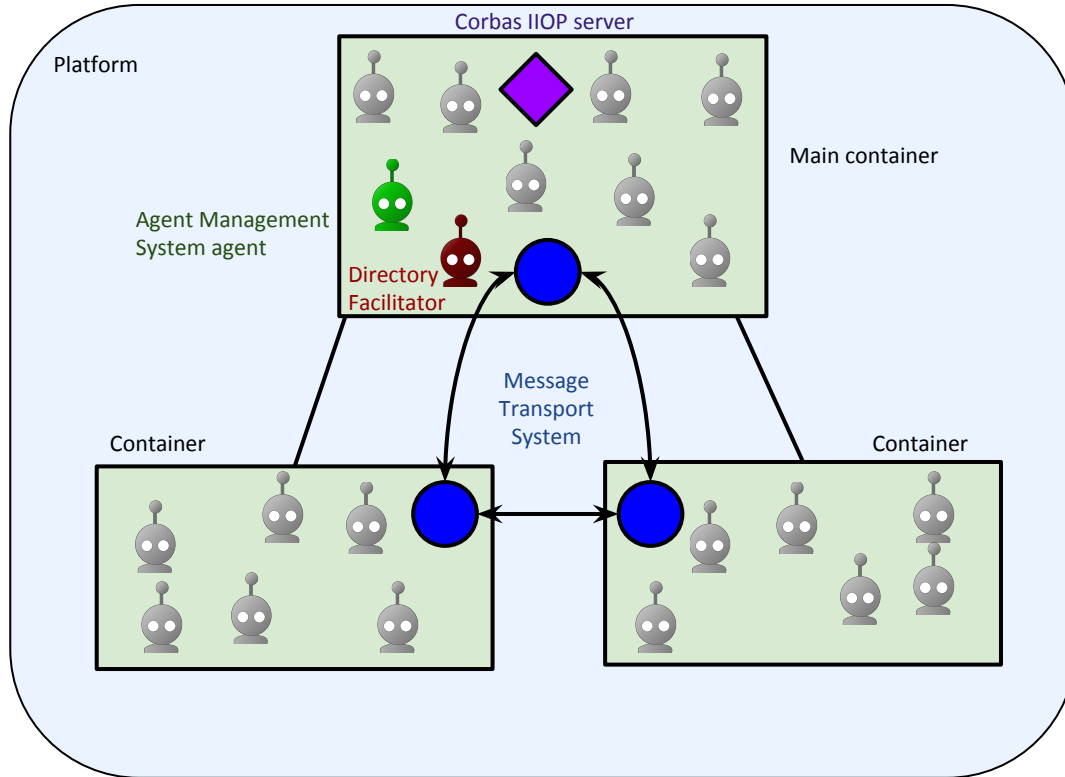 Corbas IIOP server
Platform
Main container
Agent Management
System agent
Directory
Facilitator
Message
Transport
System
Container
Container